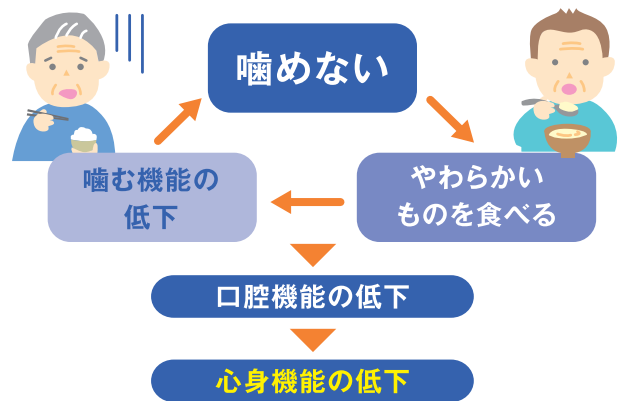 噛めない
やわらかい
ものを食べる
噛む機能の
低下
口腔機能の低下
心身機能の低下